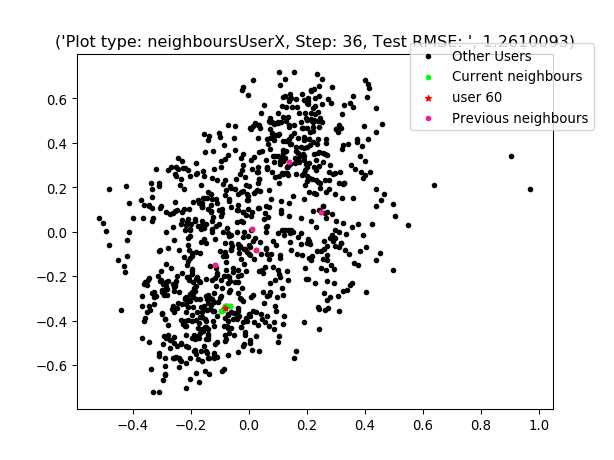 ('Plot type: neighboursUserX, Step: 36, Test RMSE: ', 1.2610093)
Other Users
Current neighbours
user 60
Previous neighbours
0.6
0.4
0.2
0.0
−0.2
−0.4
−0.6
−0.4 −0.2 0.0 0.2 0.4 0.6 0.8 1.0